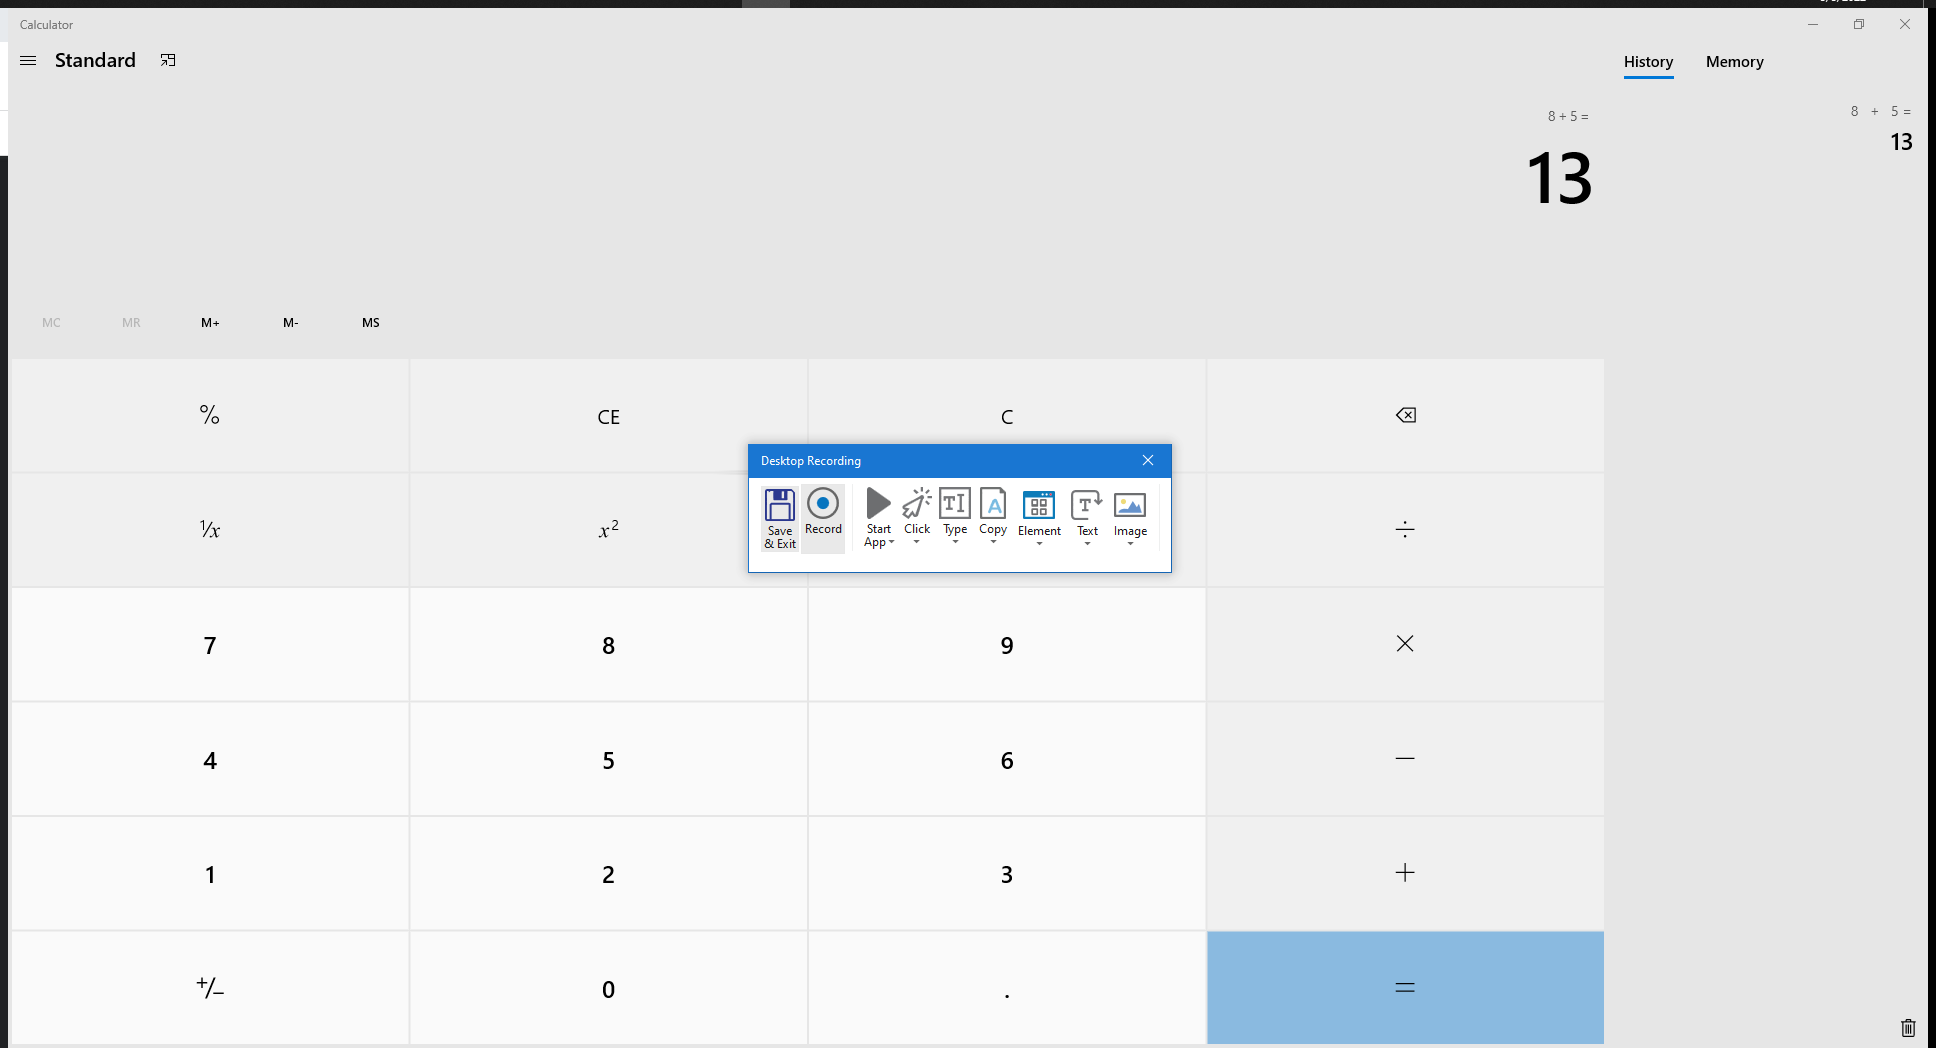 Calculator
Standard
History
Memory
8 + 5 =
13
8 + 5 =
13
MC MR M+ M- MS
% CE C
Desktop Recording
Save & Exit
Record
Start App
Click
Type
Copy
Element
Text
Image
¹/x x² ÷
7 8 9 ×
4 5 6 −
1 2 3 +
+/− 0 . =